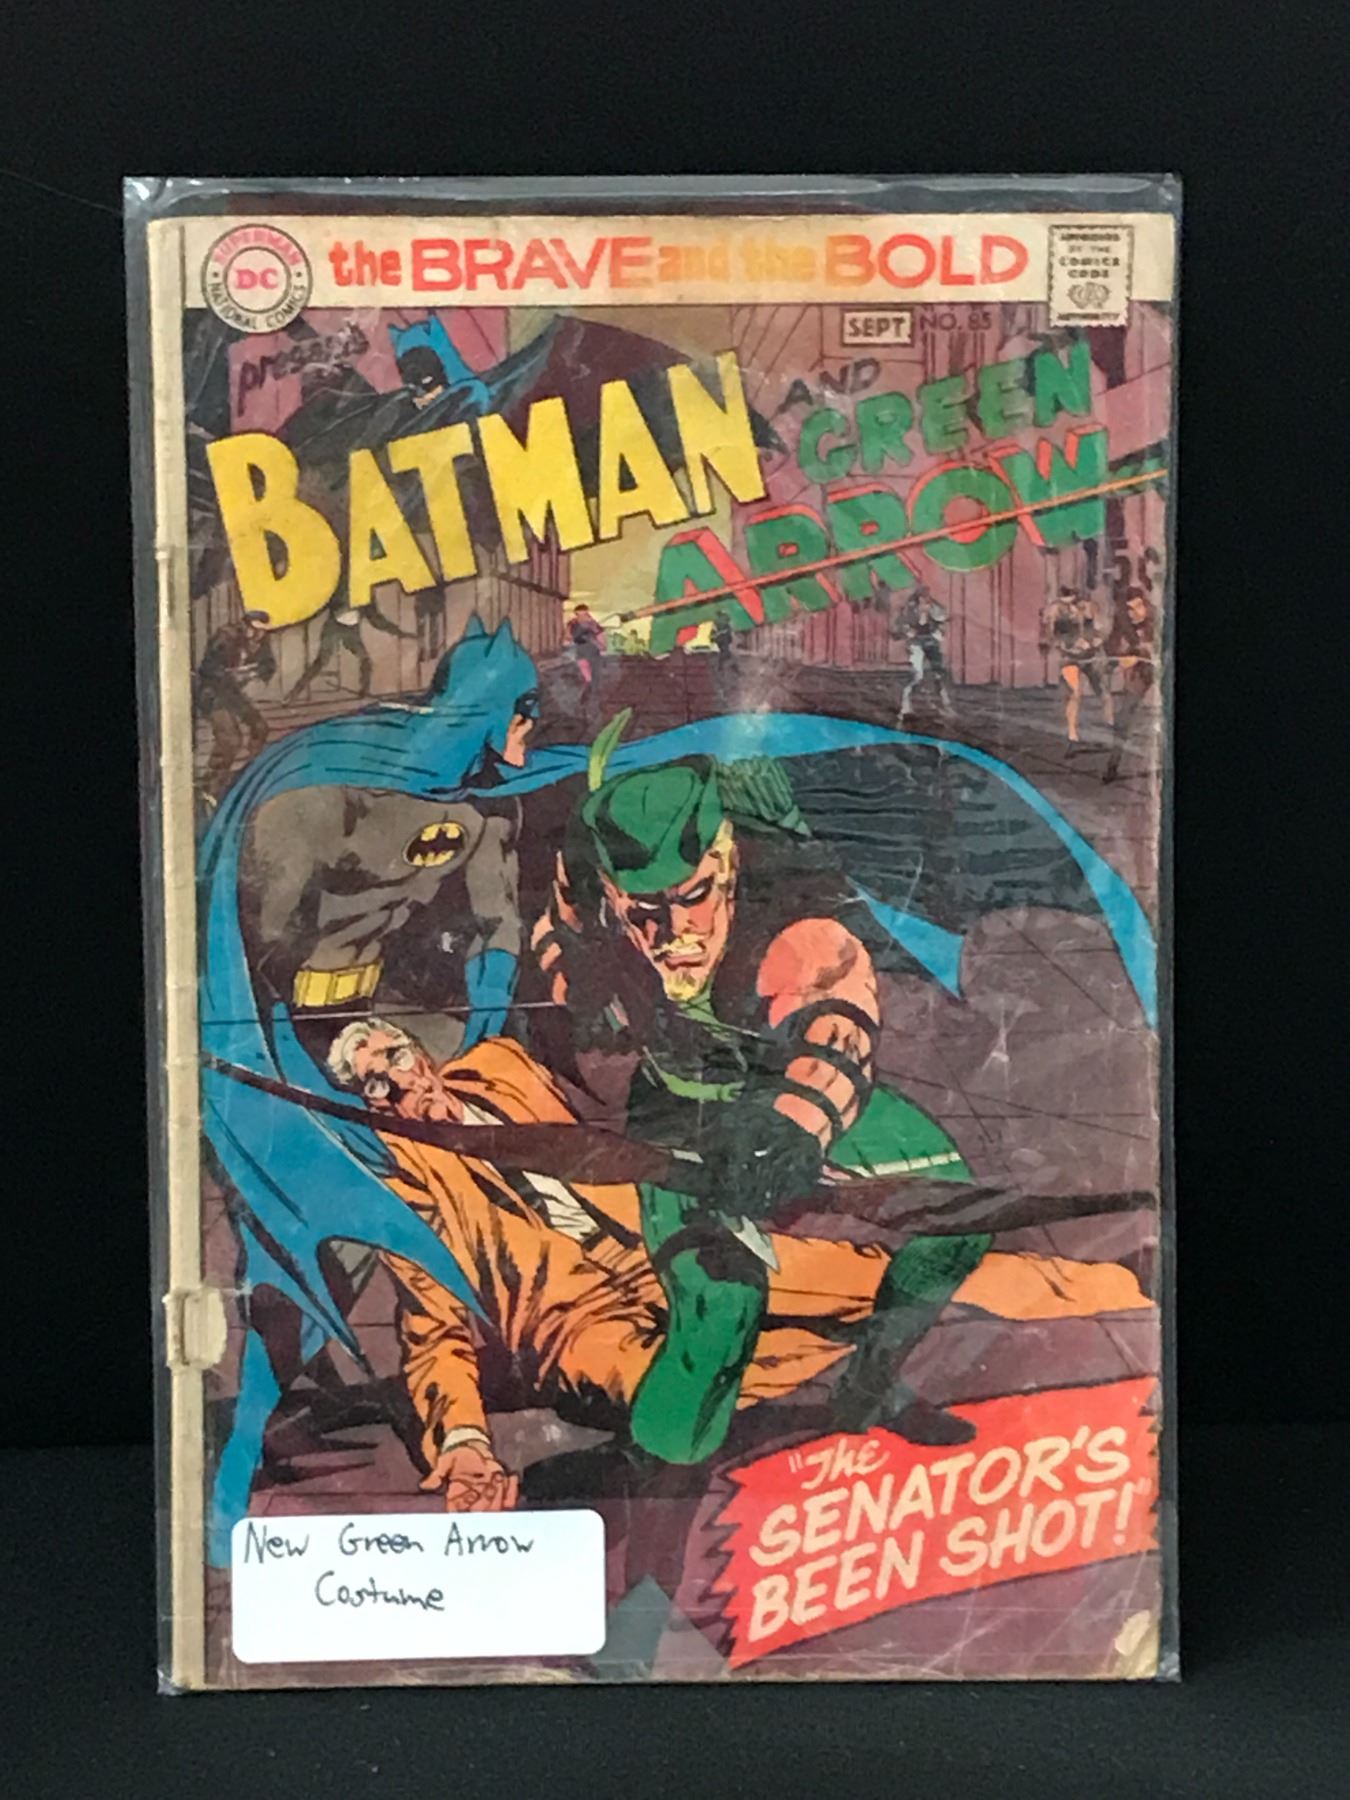 SUPERMAN
DC
NATIONAL COMICS
the BRAVE and the BOLD
APPROVED
BY THE
COMICS
CODE
AUTHORITY
SEPT. NO. 85
presents
BATMAN
AND
GREEN
ARROW
15¢
"The
SENATOR'S
BEEN SHOT!"
New Green Arrow
Costume